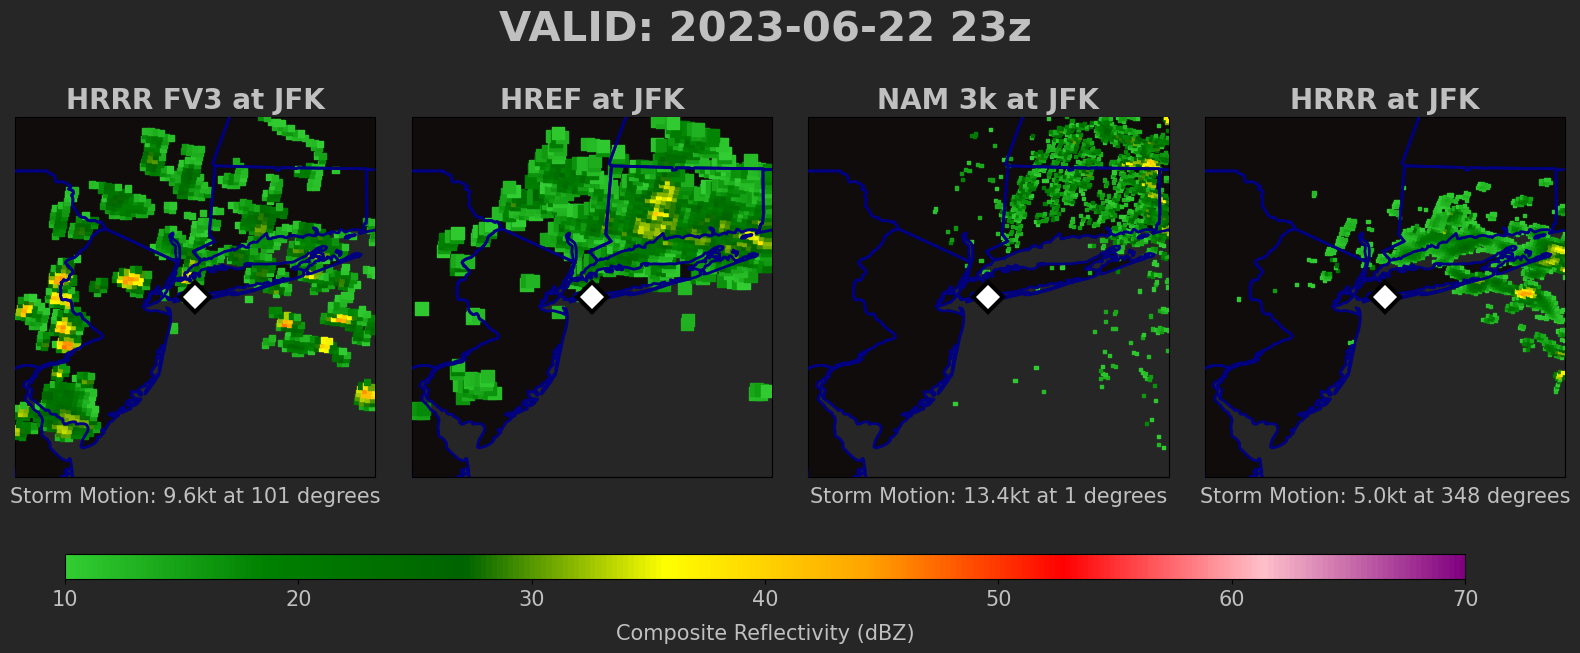 VALID: 2023-06-22 23z
HRRR FV3 at JFK
HREF at JFK
NAM 3k at JFK
HRRR at JFK
Storm Motion: 9.6kt at 101 degrees
Storm Motion: 13.4kt at 1 degrees
Storm Motion: 5.0kt at 348 degrees
10 20 30 40 50 60 70
Composite Reflectivity (dBZ)